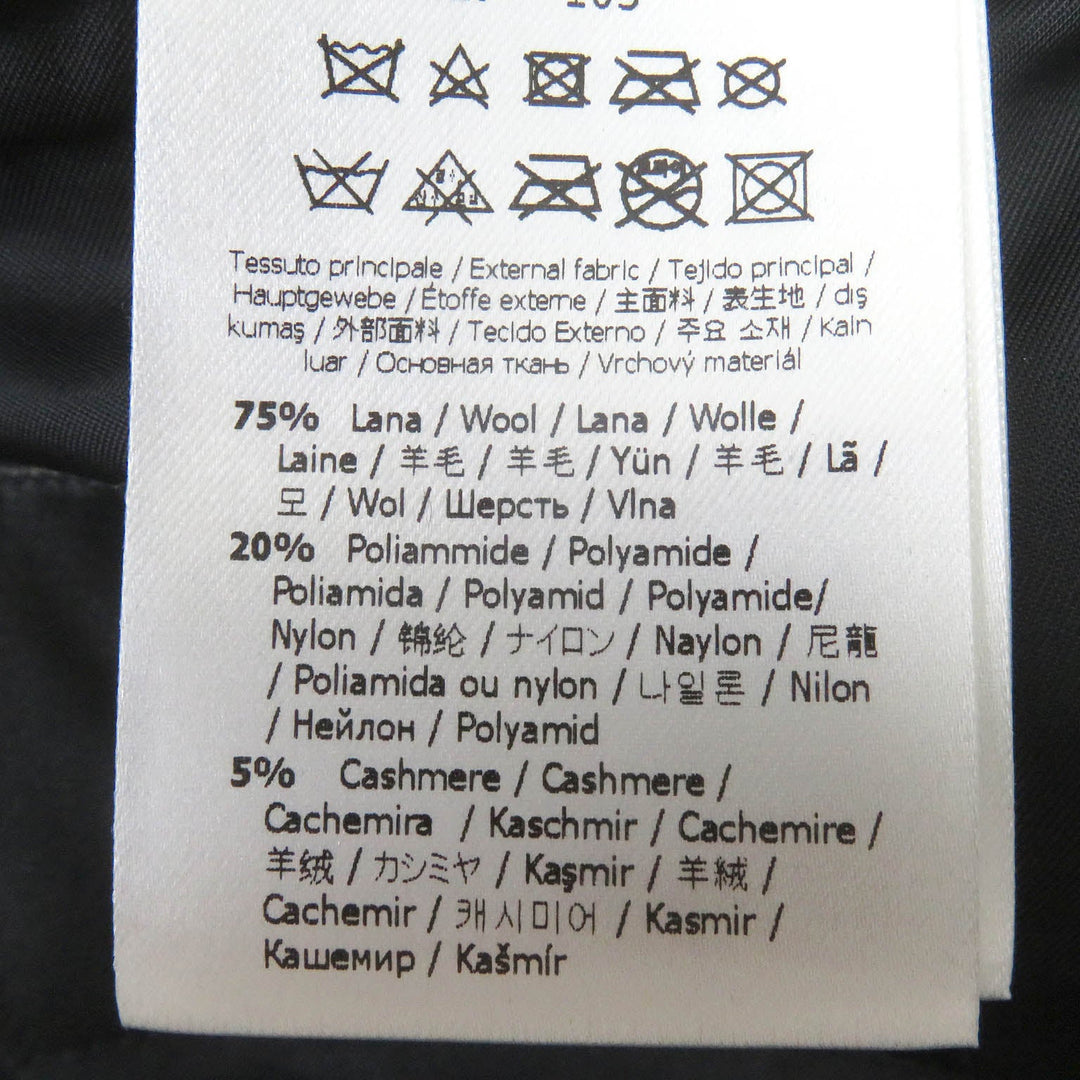 103
Tessuto principale / External fabric / Tejido principal /
Hauptgewebe / Étoffe externe / 主面料 / 表生地 / dış
kumaş / 外部面料 / Tecido Externo / 주요 소재 / Kain
luar / Основная ткань / Vrchový materiál
75% Lana / Wool / Lana / Wolle /
Laine / 羊毛 / 羊毛 / Yün / 羊毛 / Lã /
모 / Wol / Шерсть / Vlna
20% Poliammide / Polyamide /
Poliamida / Polyamid / Polyamide/
Nylon / 锦纶 / ナイロン / Naylon / 尼龍
/ Poliamida ou nylon / 나일론 / Nilon
/ Нейлон / Polyamid
5% Cashmere / Cashmere /
Cachemira / Kaschmir / Cachemire /
羊绒 / カシミヤ / Kaşmir / 羊絨 /
Cachemir / 캐시미어 / Kasmir /
Кашемир / Kašmír